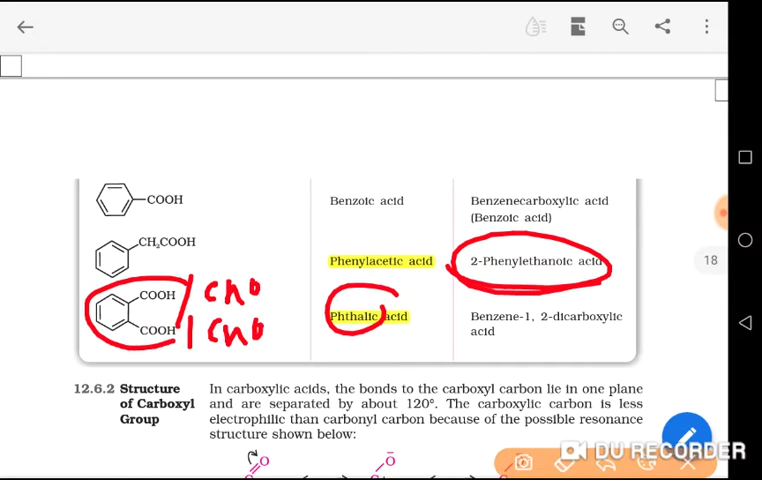 COOH
Benzoic acid
Benzenecarboxylic acid
(Benzoic acid)
CH₂COOH
Phenylacetic acid
2-Phenylethanoic acid
18
COOH
CHO
Phthalic acid
Benzene-1, 2-dicarboxylic
acid
COOH
CHO
12.6.2 Structure of Carboxyl Group
In carboxylic acids, the bonds to the carboxyl carbon lie in one plane
and are separated by about 120°. The carboxylic carbon is less
electrophilic than carbonyl carbon because of the possible resonance
structure shown below:
O
Ō
DU RECORDER